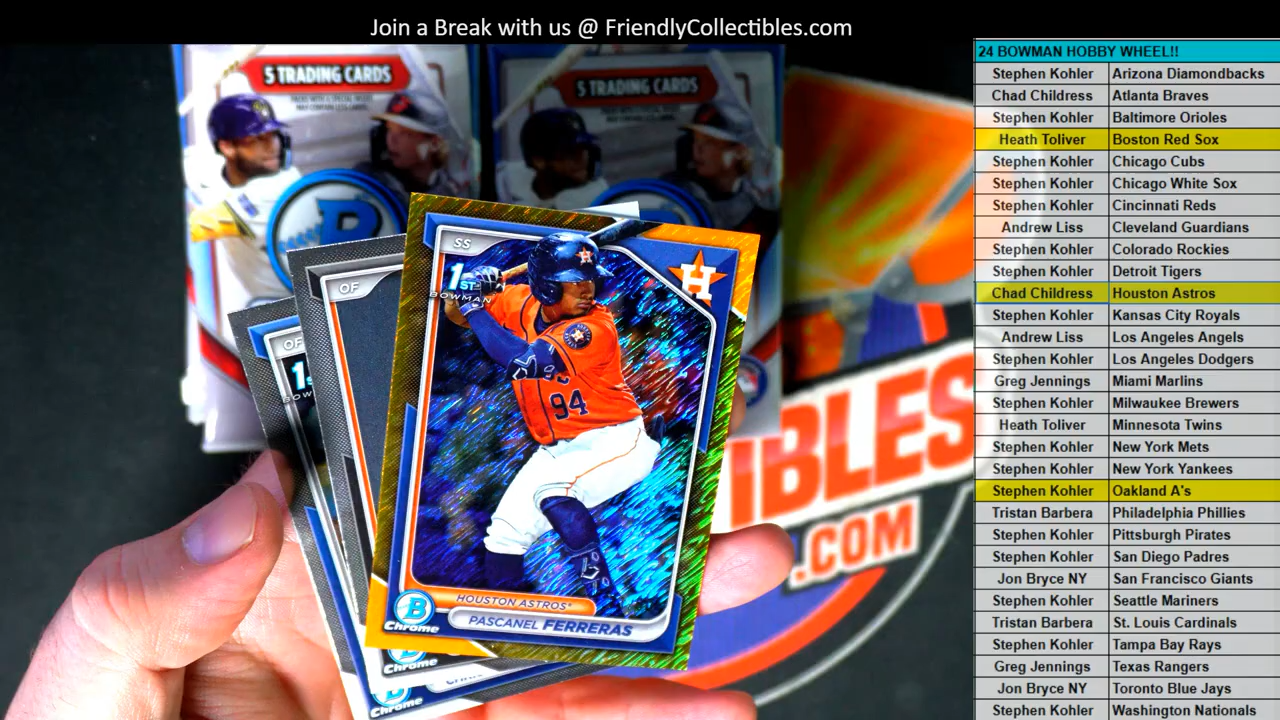 Join a Break with us @ FriendlyCollectibles.com
24 BOWMAN HOBBY WHEEL!!
Stephen Kohler Arizona Diamondbacks
Chad Childress Atlanta Braves
Stephen Kohler Baltimore Orioles
Heath Toliver Boston Red Sox
Stephen Kohler Chicago Cubs
Stephen Kohler Chicago White Sox
Stephen Kohler Cincinnati Reds
Andrew Liss Cleveland Guardians
Stephen Kohler Colorado Rockies
Stephen Kohler Detroit Tigers
Chad Childress Houston Astros
Stephen Kohler Kansas City Royals
Andrew Liss Los Angeles Angels
Stephen Kohler Los Angeles Dodgers
Greg Jennings Miami Marlins
Stephen Kohler Milwaukee Brewers
Heath Toliver Minnesota Twins
Stephen Kohler New York Mets
Stephen Kohler New York Yankees
Stephen Kohler Oakland A's
Tristan Barbera Philadelphia Phillies
Stephen Kohler Pittsburgh Pirates
Stephen Kohler San Diego Padres
Jon Bryce NY San Francisco Giants
Stephen Kohler Seattle Mariners
Tristan Barbera St. Louis Cardinals
Stephen Kohler Tampa Bay Rays
Greg Jennings Texas Rangers
Jon Bryce NY Toronto Blue Jays
Stephen Kohler Washington Nationals
5 TRADING CARDS
5 TRADING CARDS
B
SS
H
1ST
BOWMAN
94
B
Chrome
HOUSTON ASTROS
PASCANEL FERRERAS
OF
Chrome
OF
Chrome
IBLES
.COM